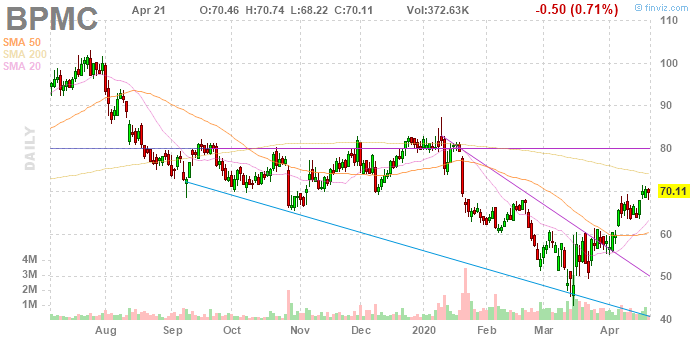 BPMC Apr 21 O:70.46 H:70.74 L:68.22 C:70.11 Vol:372.63K -0.50 (0.71%) © finviz.com
SMA 50
SMA 200
SMA 20
110
100
90
80
70.11
60
50
40
DAILY
4M
3M
2M
1M
Aug Sep Oct Nov Dec 2020 Feb Mar Apr